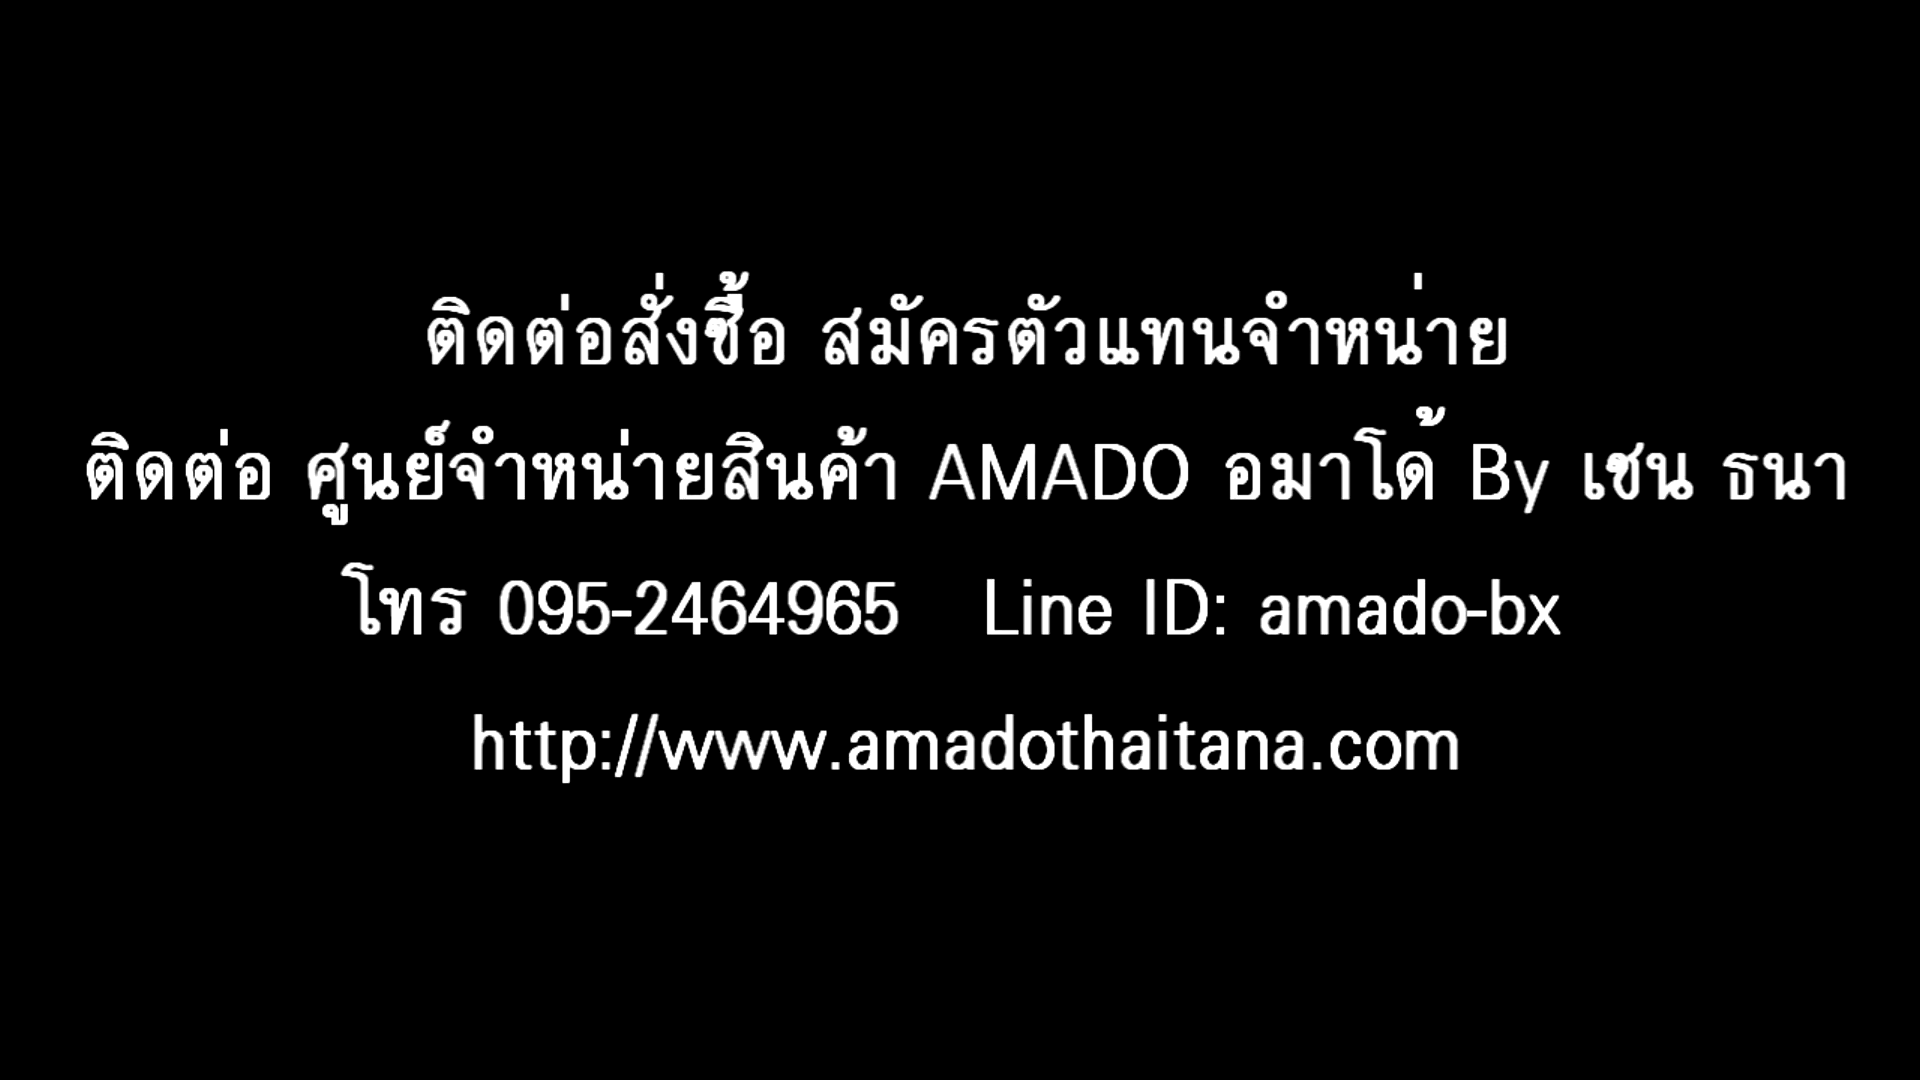 ติดต่อสั่งซื้อ สมัครตัวแทนจำหน่าย
ติดต่อ ศูนย์จำหน่ายสินค้า AMADO อมาโด้ By เชน ธนา
โทร 095-2464965 Line ID: amado-bx
http://www.amadothaitana.com